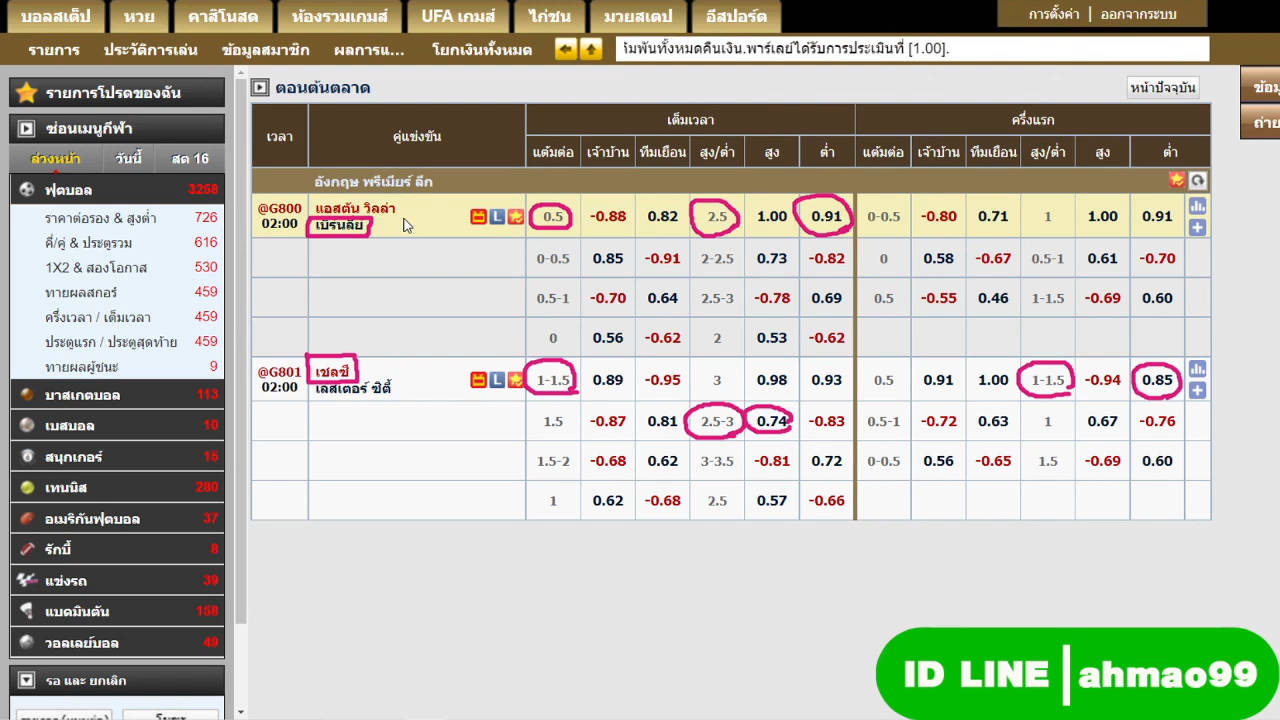 บอลสเต็ป หวย คาสิโนสด ห้องรวมเกมส์ UFA เกมส์ ไก่ชน มวยสเตป อีสปอร์ต การตั้งค่า | ออกจากระบบ
รายการ ประวัติการเล่น ข้อมูลสมาชิก ผลการแ... โยกเงินทั้งหมด มพันทั้งหมดคืนเงิน.พาร์เลย์ได้รับการประเมินที่ [1.00].
รายการโปรดของฉัน
ซ่อนเมนูกีฬา
ล่วงหน้า วันนี้ สด 16
ฟุตบอล 3258
ราคาต่อรอง & สูงต่ำ 726
คี่/คู่ & ประตูรวม 616
1X2 & สองโอกาส 530
ทายผลสกอร์ 459
ครึ่งเวลา / เต็มเวลา 459
ประตูแรก / ประตูสุดท้าย 459
ทายผลผู้ชนะ 9
บาสเกตบอล 113
เบสบอล 10
สนุกเกอร์ 15
เทนนิส 280
อเมริกันฟุตบอล 37
รักบี้ 8
แข่งรถ 39
แบดมินตัน 158
วอลเลย์บอล 49
รอ และ ยกเลิก
ตอนต้นตลาด หน้าปัจจุบัน
เวลา คู่แข่งขัน เต็มเวลา ครึ่งแรก
แต้มต่อ เจ้าบ้าน ทีมเยือน สูง/ต่ำ สูง ต่ำ แต้มต่อ เจ้าบ้าน ทีมเยือน สูง/ต่ำ สูง ต่ำ
อังกฤษ พรีเมียร์ ลีก
@G800 แอสตัน วิลล่า L 0.5 -0.88 0.82 2.5 1.00 0.91 0-0.5 -0.80 0.71 1 1.00 0.91
02:00 เบิร์นลี่ย์
0-0.5 0.85 -0.91 2-2.5 0.73 -0.82 0 0.58 -0.67 0.5-1 0.61 -0.70
0.5-1 -0.70 0.64 2.5-3 -0.78 0.69 0.5 -0.55 0.46 1-1.5 -0.69 0.60
0 0.56 -0.62 2 0.53 -0.62
@G801 เชลซี L 1-1.5 0.89 -0.95 3 0.98 0.93 0.5 0.91 1.00 1-1.5 -0.94 0.85
02:00 เลสเตอร์ ซิตี้
1.5 -0.87 0.81 2.5-3 0.74 -0.83 0.5-1 -0.72 0.63 1 0.67 -0.76
1.5-2 -0.68 0.62 3-3.5 -0.81 0.72 0-0.5 0.56 -0.65 1.5 -0.69 0.60
1 0.62 -0.68 2.5 0.57 -0.66
ID LINE | ahmao99